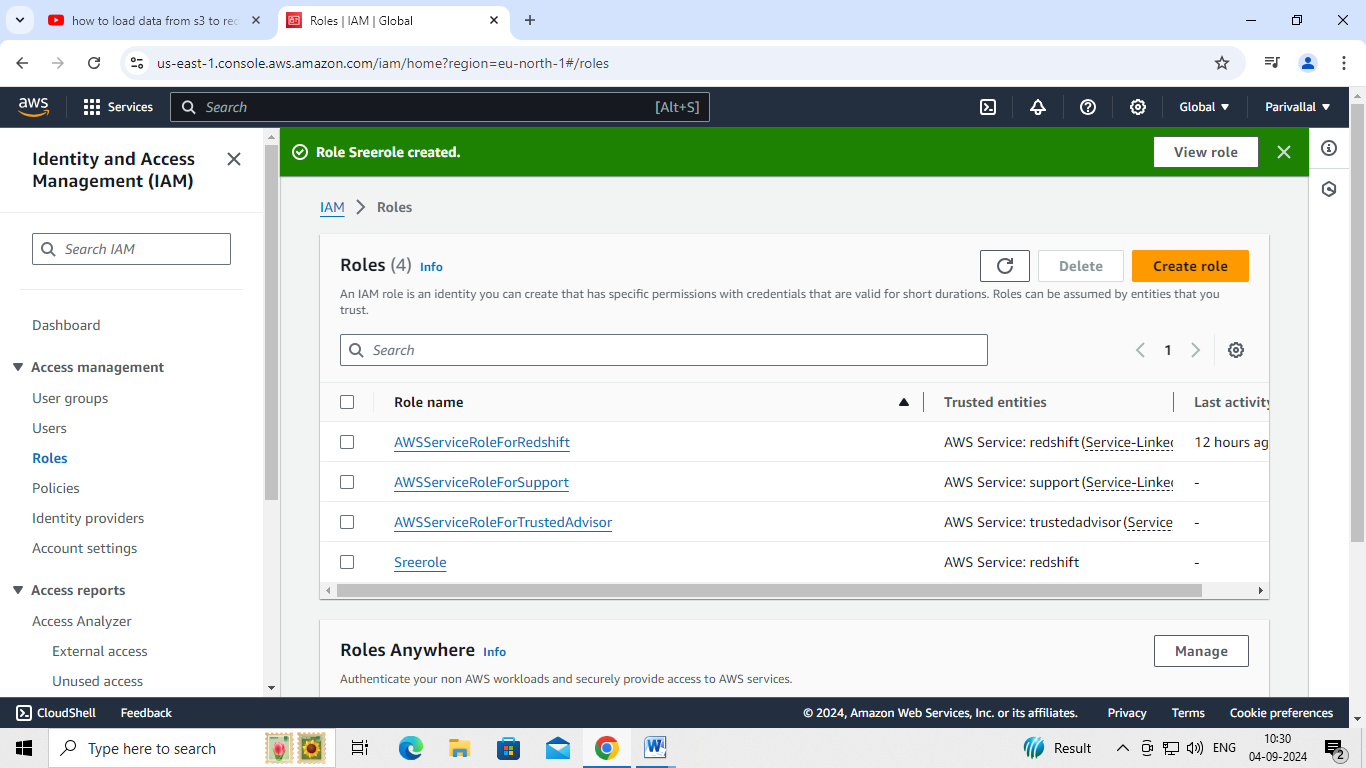 how to load data from s3 to rec
Roles | IAM | Global
us-east-1.console.aws.amazon.com/iam/home?region=eu-north-1#/roles
aws
Services
Search
[Alt+S]
Global
Parivallal
Identity and Access
Management (IAM)
Role Sreerole created.
View role
IAM
Roles
Search IAM
Roles (4) Info
Delete
Create role
An IAM role is an identity you can create that has specific permissions with credentials that are valid for short durations. Roles can be assumed by entities that you
trust.
Dashboard
Search
1
Access management
User groups
Users
Roles
Policies
Identity providers
Account settings
Role name
Trusted entities
Last activity
AWSServiceRoleForRedshift
AWS Service: redshift (Service-Linked
12 hours ag
AWSServiceRoleForSupport
AWS Service: support (Service-Linked
-
AWSServiceRoleForTrustedAdvisor
AWS Service: trustedadvisor (Service
-
Sreerole
AWS Service: redshift
-
Access reports
Access Analyzer
External access
Unused access
Roles Anywhere Info
Manage
Authenticate your non AWS workloads and securely provide access to AWS services.
CloudShell
Feedback
© 2024, Amazon Web Services, Inc. or its affiliates.
Privacy
Terms
Cookie preferences
Type here to search
Result
ENG
10:30
04-09-2024
2